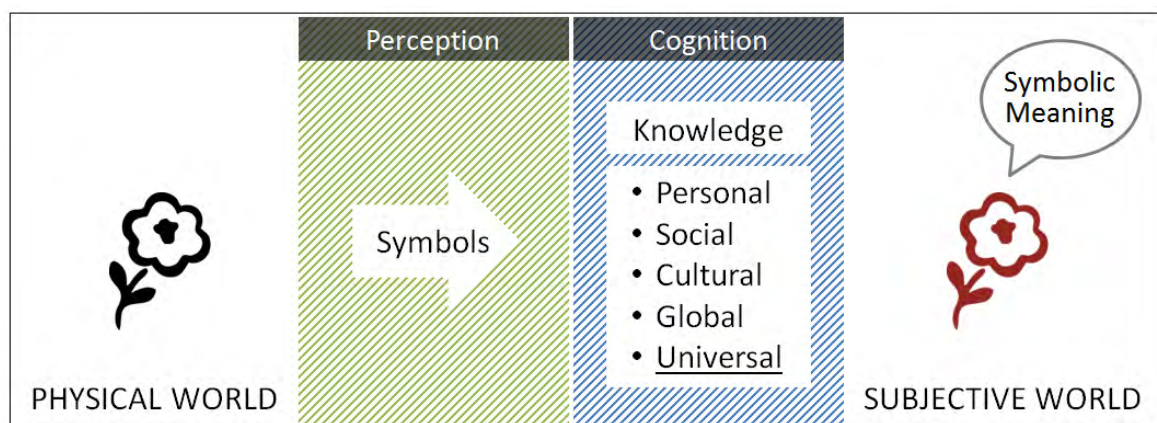 Perception
Cognition
Symbolic
Meaning
Knowledge
• Personal
• Social
• Cultural
• Global
• Universal
Symbols
PHYSICAL WORLD
SUBJECTIVE WORLD